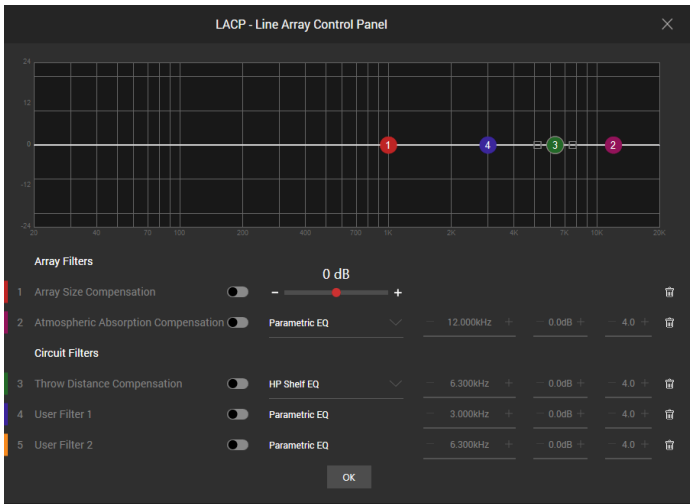 LACP - Line Array Control Panel
24
12
0
-12
-24
1
4
3
2
20
40
70
100
200
400
700
1K
2K
4K
7K
10K
20K
Array Filters
0 dB
1 Array Size Compensation - +
2 Atmospheric Absorption Compensation Parametric EQ - 12.000kHz + - 0.0dB + - 4.0 +
Circuit Filters
3 Throw Distance Compensation HP Shelf EQ - 6.300kHz + - 0.0dB + - 4.0 +
4 User Filter 1 Parametric EQ - 3.000kHz + - 0.0dB + - 4.0 +
5 User Filter 2 Parametric EQ - 6.300kHz + - 0.0dB + - 4.0 +
OK